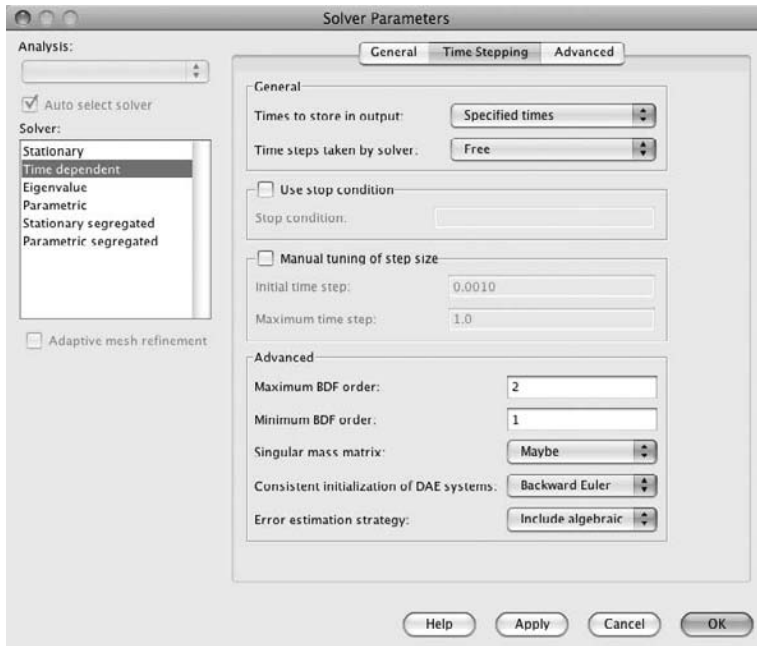 Solver Parameters
Analysis:
Auto select solver
Solver:
Stationary
Time dependent
Eigenvalue
Parametric
Stationary segregated
Parametric segregated
Adaptive mesh refinement
General Time Stepping Advanced
General
Times to store in output: Specified times
Time steps taken by solver: Free
Use stop condition
Stop condition:
Manual tuning of step size
Initial time step: 0.0010
Maximum time step: 1.0
Advanced
Maximum BDF order: 2
Minimum BDF order: 1
Singular mass matrix: Maybe
Consistent initialization of DAE systems: Backward Euler
Error estimation strategy: Include algebraic
Help Apply Cancel OK